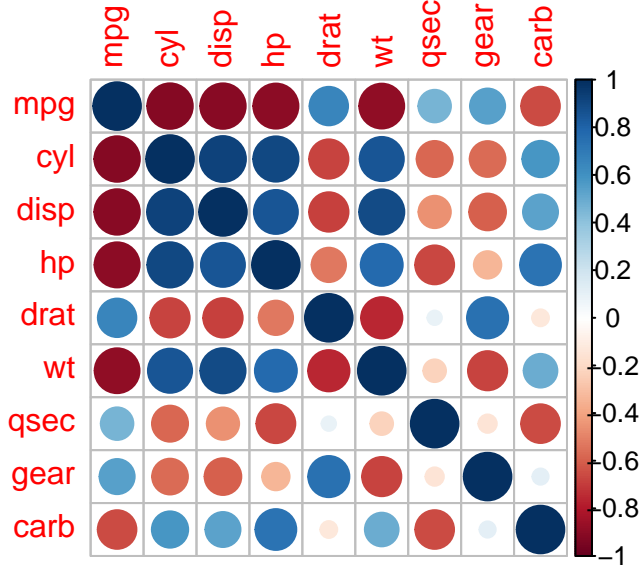 mpg
cyl
disp
hp
drat
wt
qsec
gear
carb
mpg
cyl
disp
hp
drat
wt
qsec
gear
carb
1
0.8
0.6
0.4
0.2
0
−0.2
−0.4
−0.6
−0.8
−1